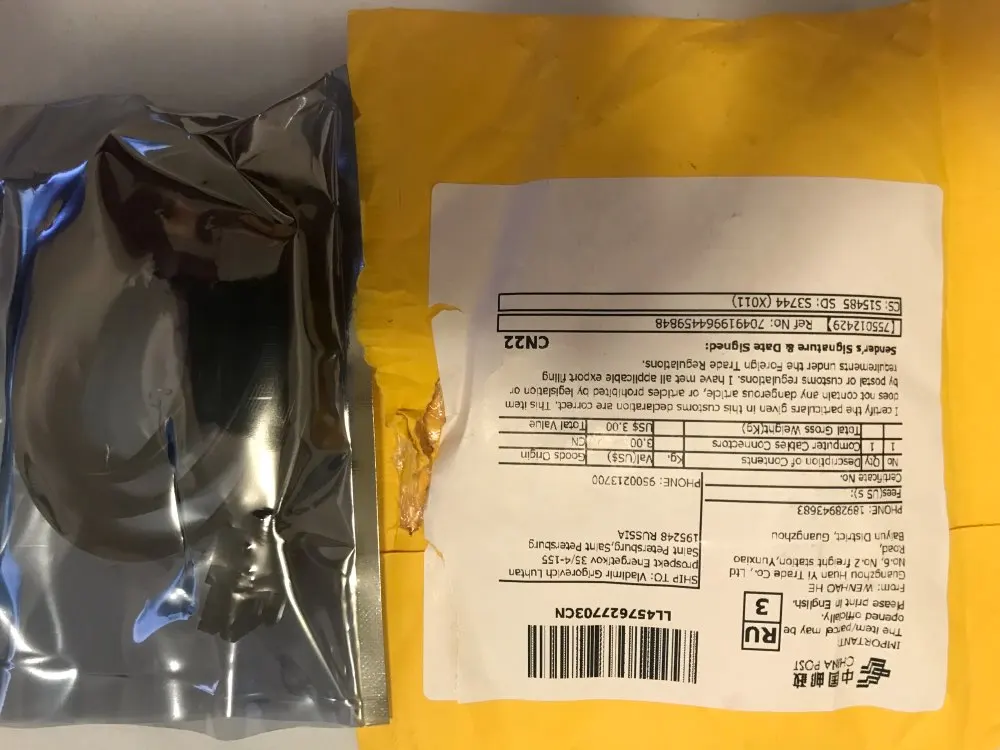 中国邮政
CHINA POST
IMPORTANT
The item/parcel may be
opened officially.
Please print in English.
RU
3
LL457627703CN
From: WENHAO HE
Guangzhou Huan Yi Trade Co., Ltd
No.6, No.2 freight station,Yunxiao
Road,
Baiyun District, Guangzhou
PHONE: 18928943683
SHIP TO: Vladimir Grigorevich Luhtan
prospekt Energetikov 35/4-155
Saint Petersburg,Saint Petersburg
195248 RUSSIA
PHONE: 9500213700
Fees(US $):
Certificate No.
No Qty Description of Contents Kg. Val(US$) Goods Origin
1 1 Computer Cables Connectors 3.00 CN
Total Gross Weight(Kg) US$ 3.00 Total Value
I certify the particulars given in this customs declaration are correct. This item
does not contain any dangerous article, or articles prohibited by legislation or
by postal or customs regulations. I have met all applicable export filing
requirements under the Foreign Trade Regulations.
Sender's Signature & Date Signed: CN22
[7550124291] Ref No: 704919964459848
CS: S15485 SD: S3744 (X011)